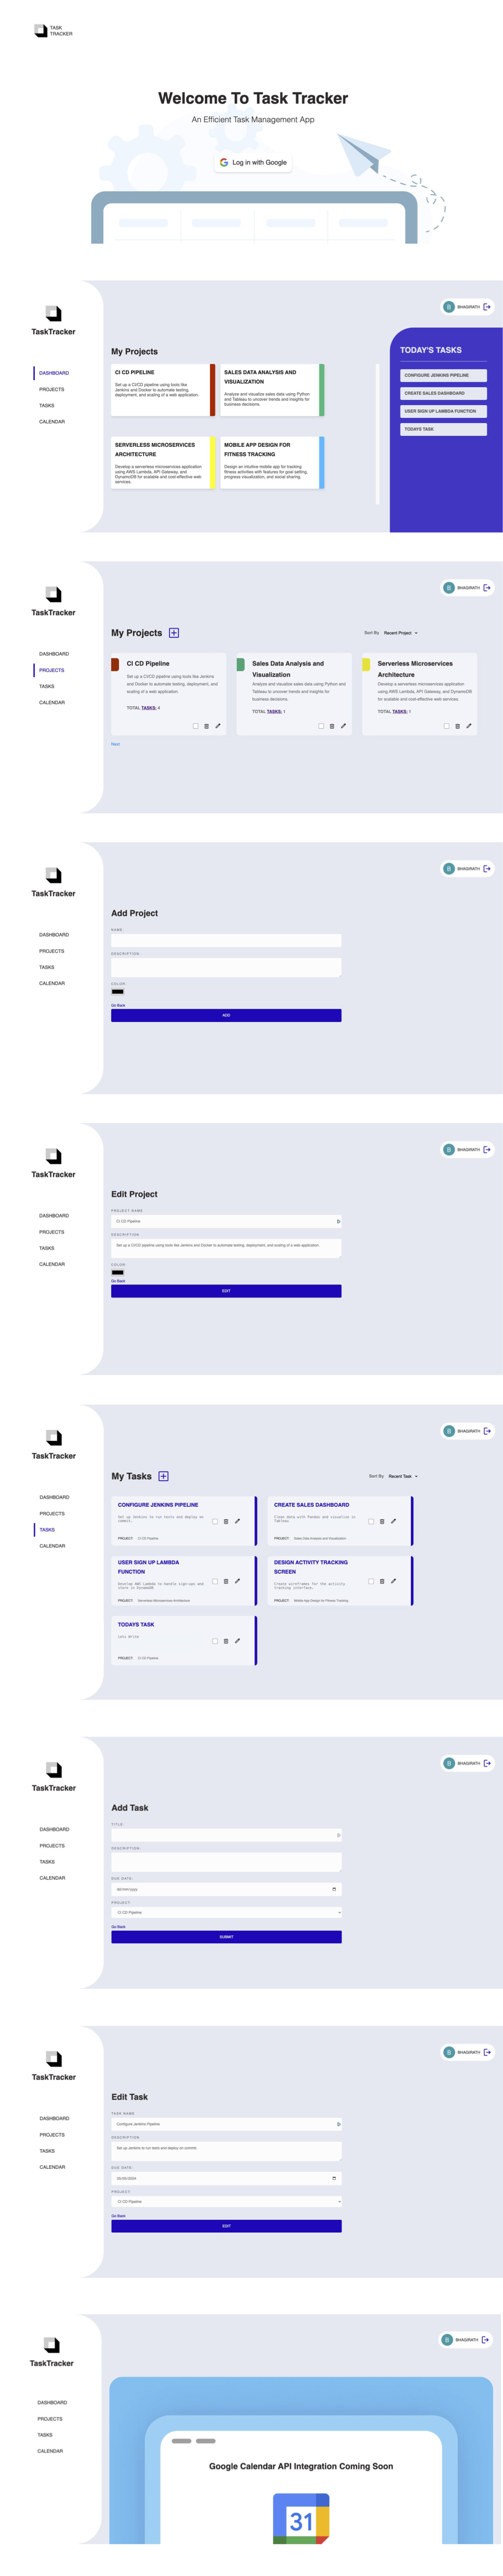 TASK
TRACKER
Welcome To Task Tracker
An Efficient Task Management App
Log in with Google
B BHAGIRATH
TaskTracker
DASHBOARD
PROJECTS
TASKS
CALENDAR
My Projects
CI CD PIPELINE
Set up a CI/CD pipeline using tools like
Jenkins and Docker to automate testing,
deployment, and scaling of a web application.
SALES DATA ANALYSIS AND
VISUALIZATION
Analyze and visualize sales data using Python
and Tableau to uncover trends and insights for
business decisions.
SERVERLESS MICROSERVICES
ARCHITECTURE
Develop a serverless microservices application
using AWS Lambda, API Gateway, and
DynamoDB for scalable and cost-effective web
services.
MOBILE APP DESIGN FOR
FITNESS TRACKING
Design an intuitive mobile app for tracking
fitness activities with features for goal setting,
progress visualization, and social sharing.
TODAY'S TASKS
CONFIGURE JENKINS PIPELINE
CREATE SALES DASHBOARD
USER SIGN UP LAMBDA FUNCTION
TODAYS TASK
B BHAGIRATH
TaskTracker
DASHBOARD
PROJECTS
TASKS
CALENDAR
My Projects
Sort By Recent Project
CI CD Pipeline
Set up a CI/CD pipeline using tools like Jenkins
and Docker to automate testing, deployment, and
scaling of a web application.
TOTAL TASKS: 4
Sales Data Analysis and
Visualization
Analyze and visualize sales data using Python and
Tableau to uncover trends and insights for
business decisions.
TOTAL TASKS: 1
Serverless Microservices
Architecture
Develop a serverless microservices application
using AWS Lambda, API Gateway, and DynamoDB
for scalable and cost-effective web services.
TOTAL TASKS: 1
Next
B BHAGIRATH
TaskTracker
DASHBOARD
PROJECTS
TASKS
CALENDAR
Add Project
NAME:
DESCRIPTION:
COLOR:
Go Back
ADD
B BHAGIRATH
TaskTracker
DASHBOARD
PROJECTS
TASKS
CALENDAR
Edit Project
PROJECT NAME
CI CD Pipeline
DESCRIPTION
Set up a CI/CD pipeline using tools like Jenkins and Docker to automate testing, deployment, and scaling of a web application.
COLOR:
Go Back
EDIT
B BHAGIRATH
TaskTracker
DASHBOARD
PROJECTS
TASKS
CALENDAR
My Tasks
Sort By Recent Task
CONFIGURE JENKINS PIPELINE
Set up Jenkins to run tests and deploy on
commit.
PROJECT: CI CD Pipeline
CREATE SALES DASHBOARD
Clean data with Pandas and visualize in
Tableau
PROJECT: Sales Data Analysis and Visualization
USER SIGN UP LAMBDA
FUNCTION
Develop AWS Lambda to handle sign-ups and
store in DynamoDB
PROJECT: Serverless Microservices Architecture
DESIGN ACTIVITY TRACKING
SCREEN
Create wireframes for the activity
tracking interface.
PROJECT: Mobile App Design for Fitness Tracking
TODAYS TASK
PROJECT: CI CD Pipeline
B BHAGIRATH
TaskTracker
DASHBOARD
PROJECTS
TASKS
CALENDAR
Add Task
TITLE:
DESCRIPTION:
DUE DATE:
dd/mm/yyyy
PROJECT:
CI CD Pipeline
Go Back
SUBMIT
B BHAGIRATH
TaskTracker
DASHBOARD
PROJECTS
TASKS
CALENDAR
Edit Task
TASK NAME
Configure Jenkins Pipeline
DESCRIPTION
Set up Jenkins to run tests and deploy on commit
DUE DATE:
PROJECT:
CI CD Pipeline
Go Back
EDIT
B BHAGIRATH
TaskTracker
DASHBOARD
PROJECTS
TASKS
CALENDAR
Google Calendar API Integration Coming Soon
31